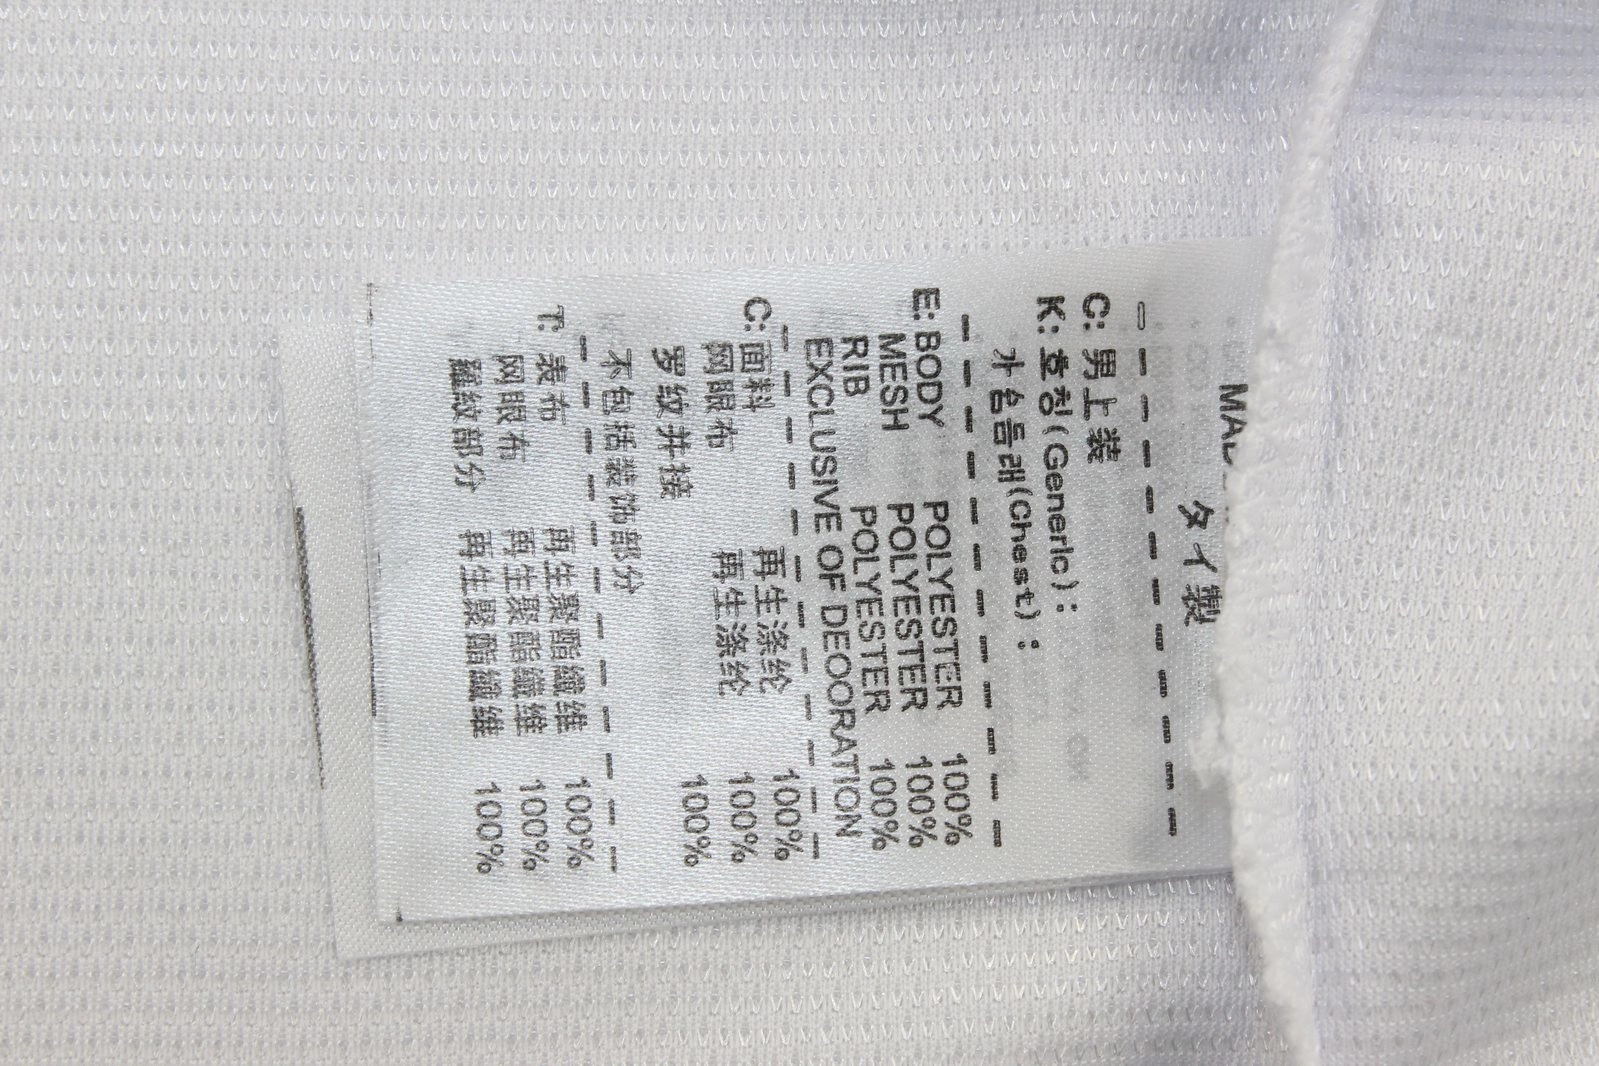 タイ製
C: 男上装
K: 호칭(Generic):
가슴둘레(Chest):
E: BODY POLYESTER 100%
MESH POLYESTER 100%
RIB POLYESTER 100%
EXCLUSIVE OF DEOORATION
C: 面料 再生涤纶 100%
网眼布 再生涤纶 100%
罗纹并接 100%
不包括装饰部分
T: 表布 再生聚酯纖维 100%
网眼布 再生聚酯纖维 100%
羅紋部分 再生聚酯纖维 100%